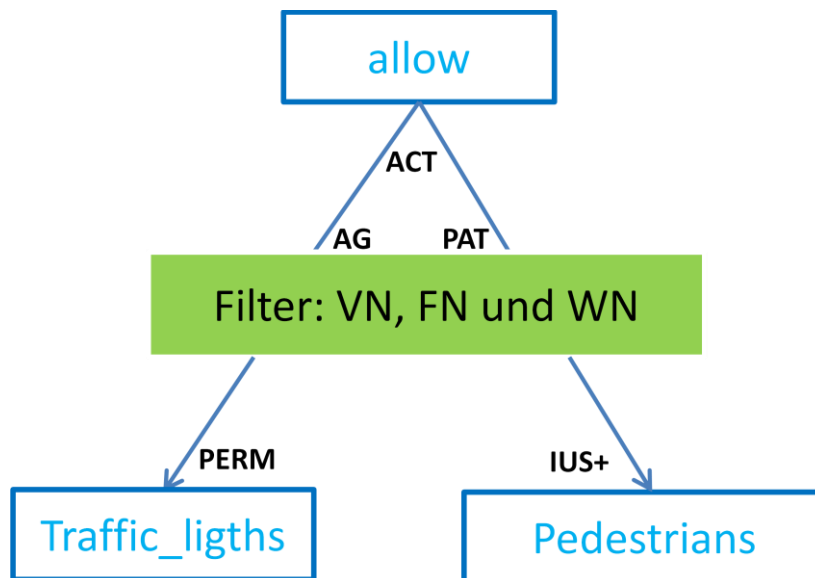 allow
ACT
AG PAT
Filter: VN, FN und WN
PERM IUS+
Traffic_ligths Pedestrians